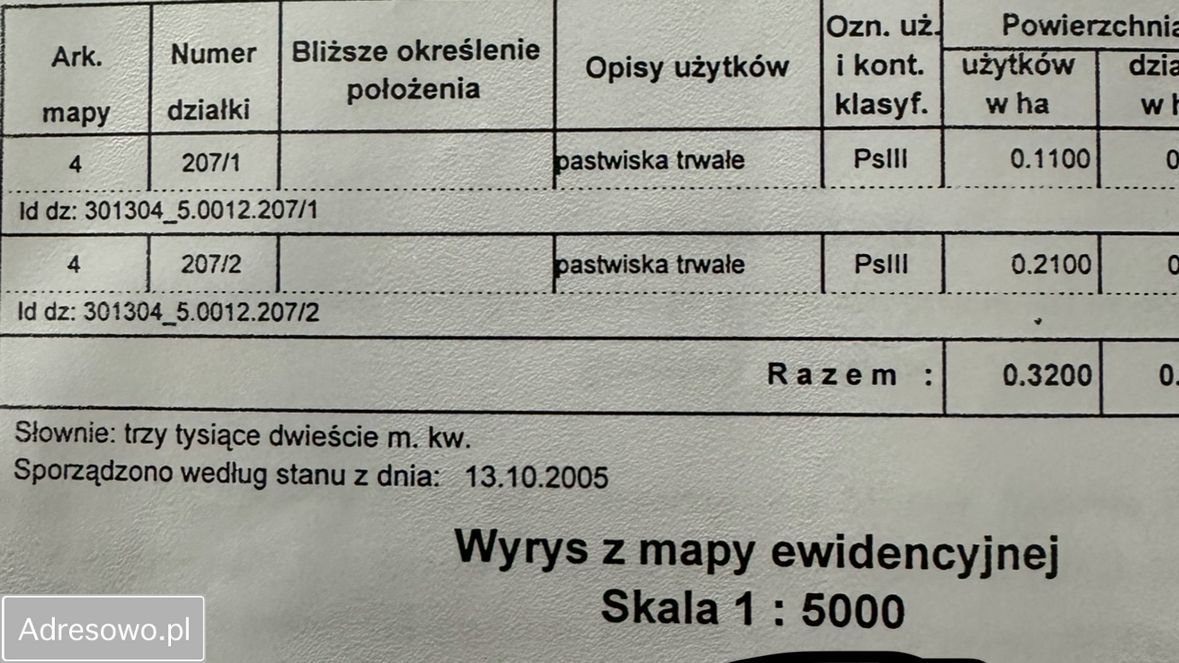 Ark. mapy Numer działki Bliższe określenie położenia Opisy użytków Ozn. uż. i kont. klasyf. Powierzchnia użytków w ha
4 207/1 pastwiska trwałe PsIII 0.1100
Id dz: 301304_5.0012.207/1
4 207/2 pastwiska trwałe PsIII 0.2100
Id dz: 301304_5.0012.207/2
Razem : 0.3200
Słownie: trzy tysiące dwieście m. kw.
Sporządzono według stanu z dnia: 13.10.2005
Wyrys z mapy ewidencyjnej
Skala 1 : 5000
Adresowo.pl